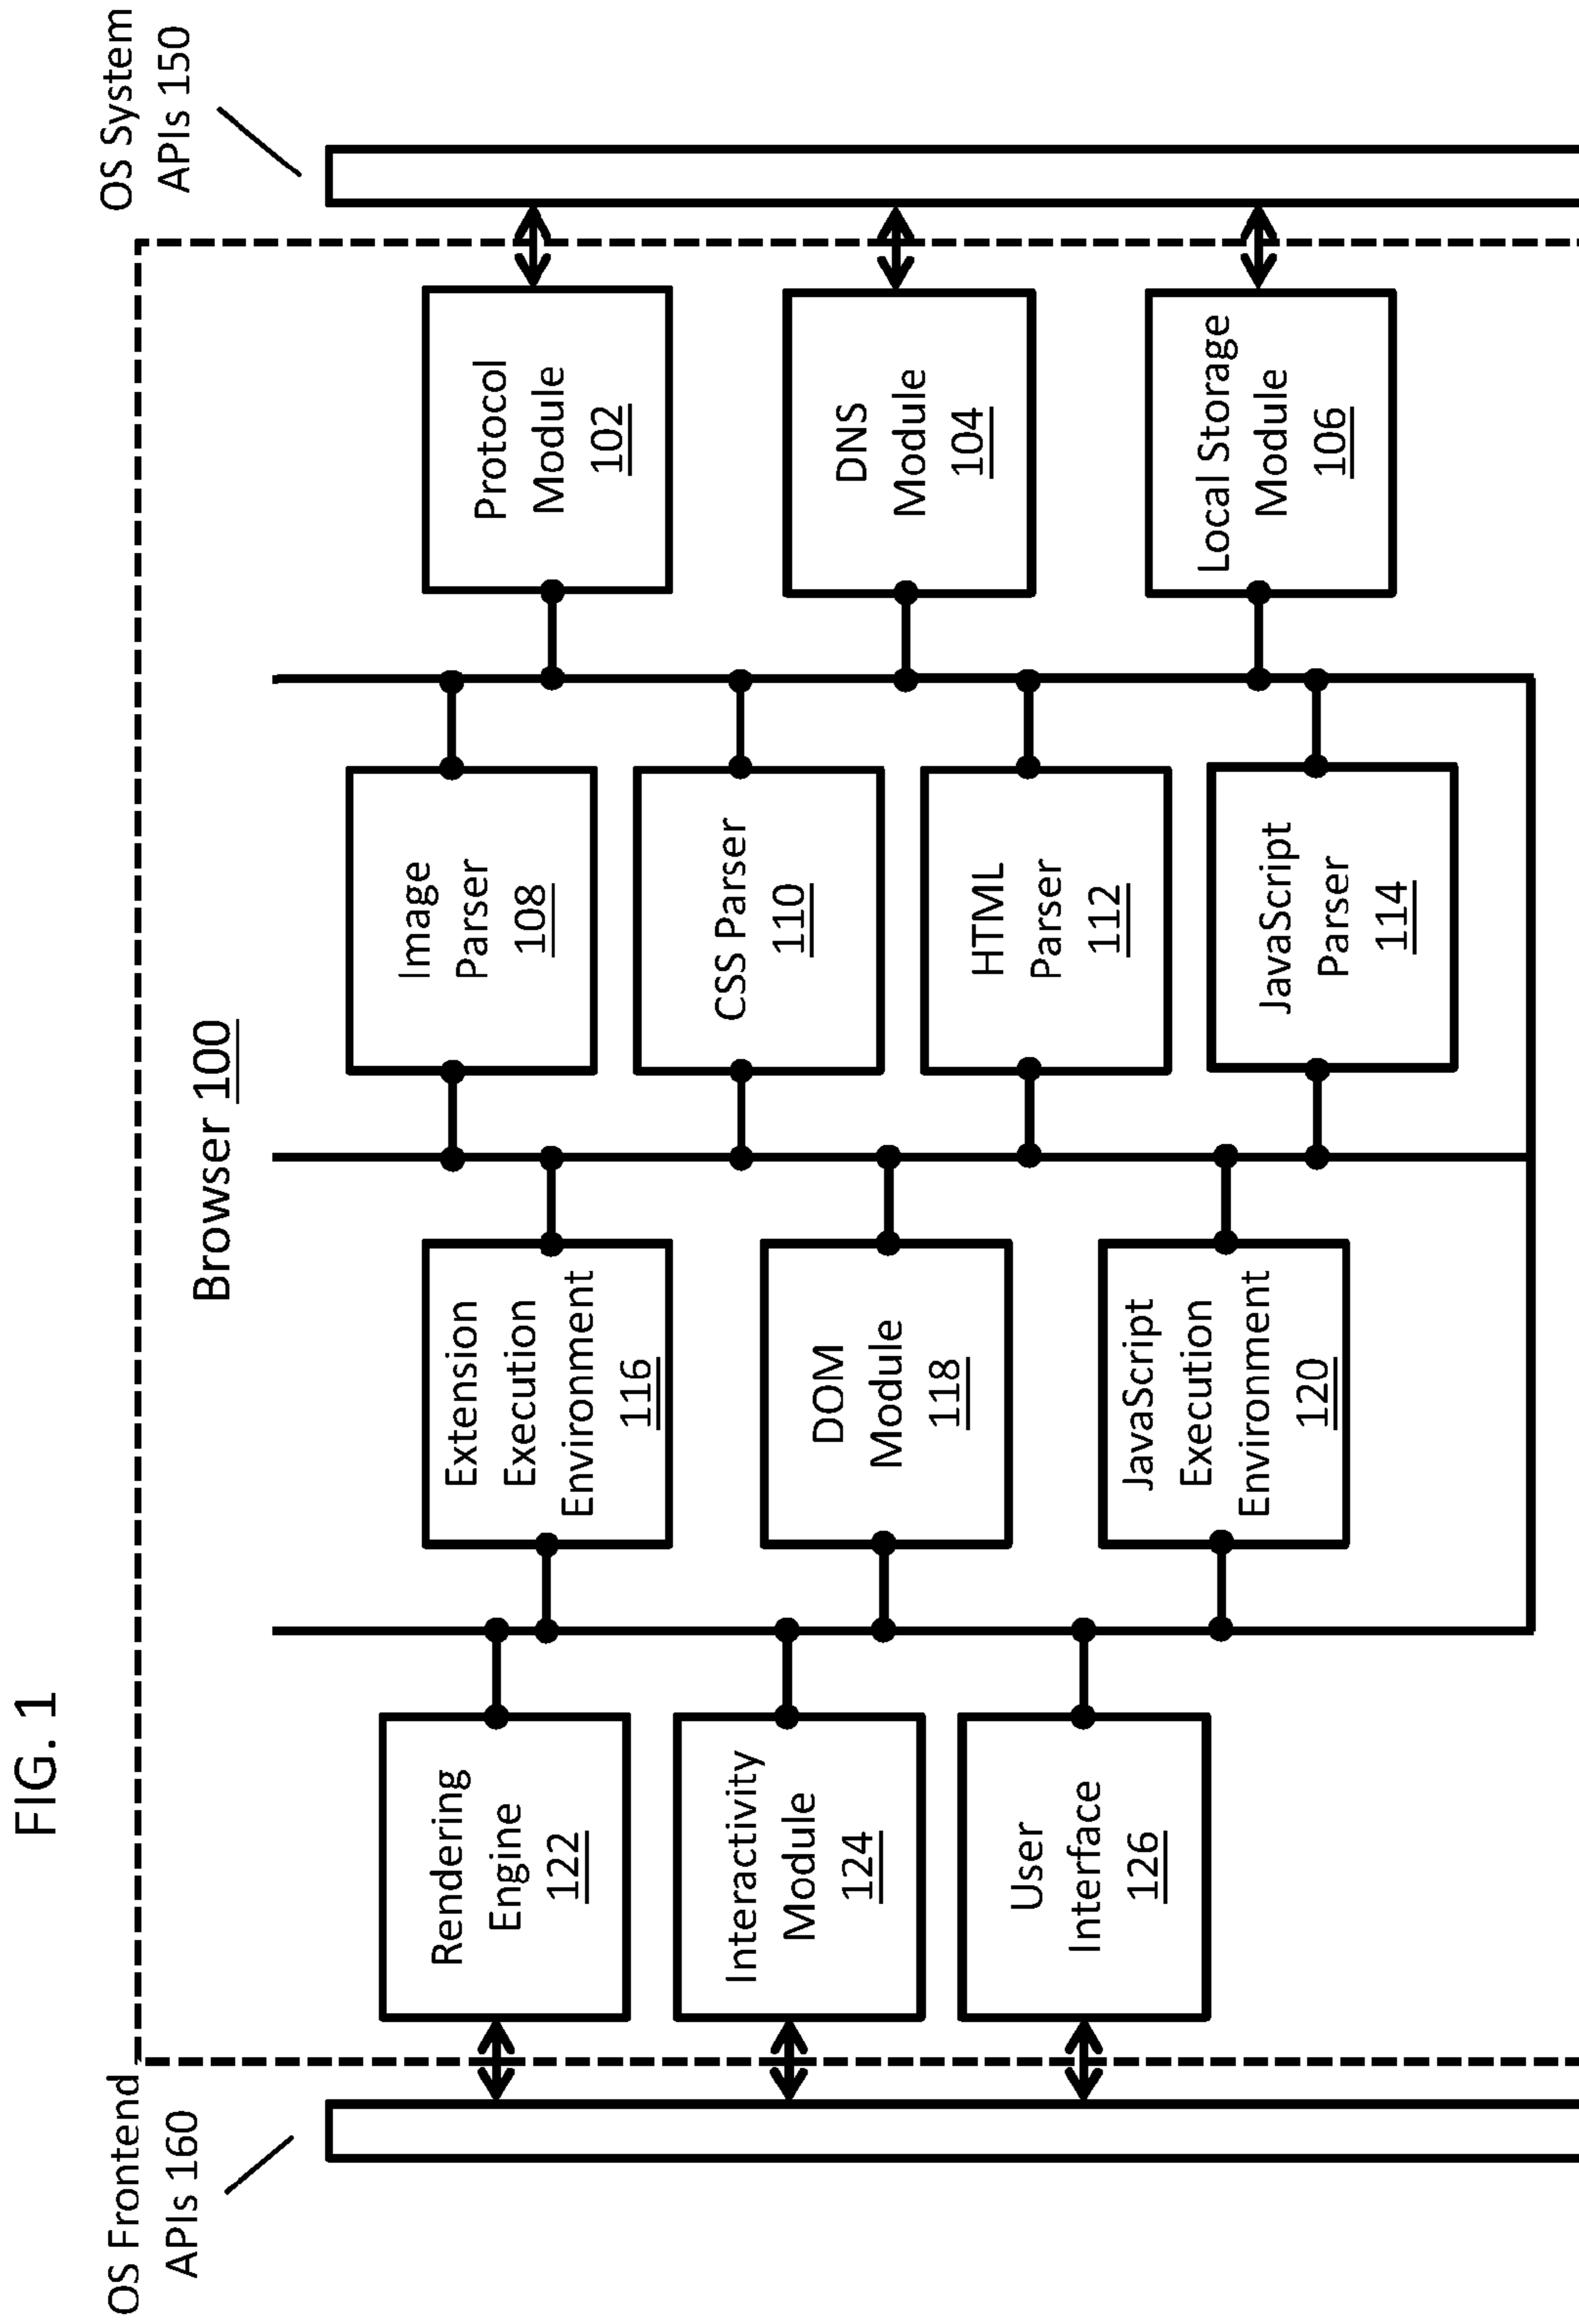 FIG. 1
Browser 100
OS Frontend
APIs 160
OS System
APIs 150
Rendering
Engine
122
Interactivity
Module
124
User
Interface
126
Extension
Execution
Environment
116
DOM
Module
118
JavaScript
Execution
Environment
120
Image
Parser
108
CSS Parser
110
HTML
Parser
112
JavaScript
Parser
114
Protocol
Module
102
DNS
Module
104
Local Storage
Module
106